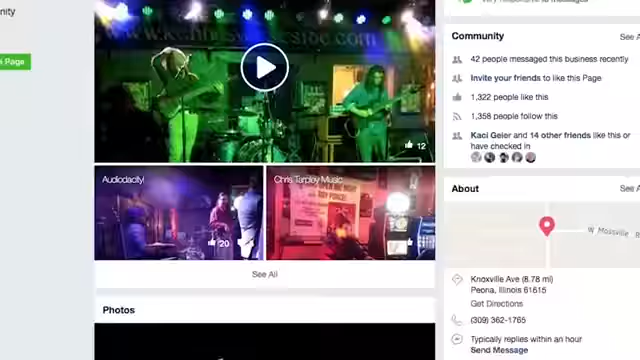 unity
Page
12
Audiodacity!
20
Chris Tarpley Music
See All
Photos
Very responsive to messages
Community
See A
42 people messaged this business recently
Invite your friends to like this Page
1,322 people like this
1,358 people follow this
Kaci Geier and 14 other friends like this or
have checked in
About
See A
W Mossville R
Knoxville Ave (8.78 mi)
Peoria, Illinois 61615
Get Directions
(309) 362-1765
Typically replies within an hour
Send Message